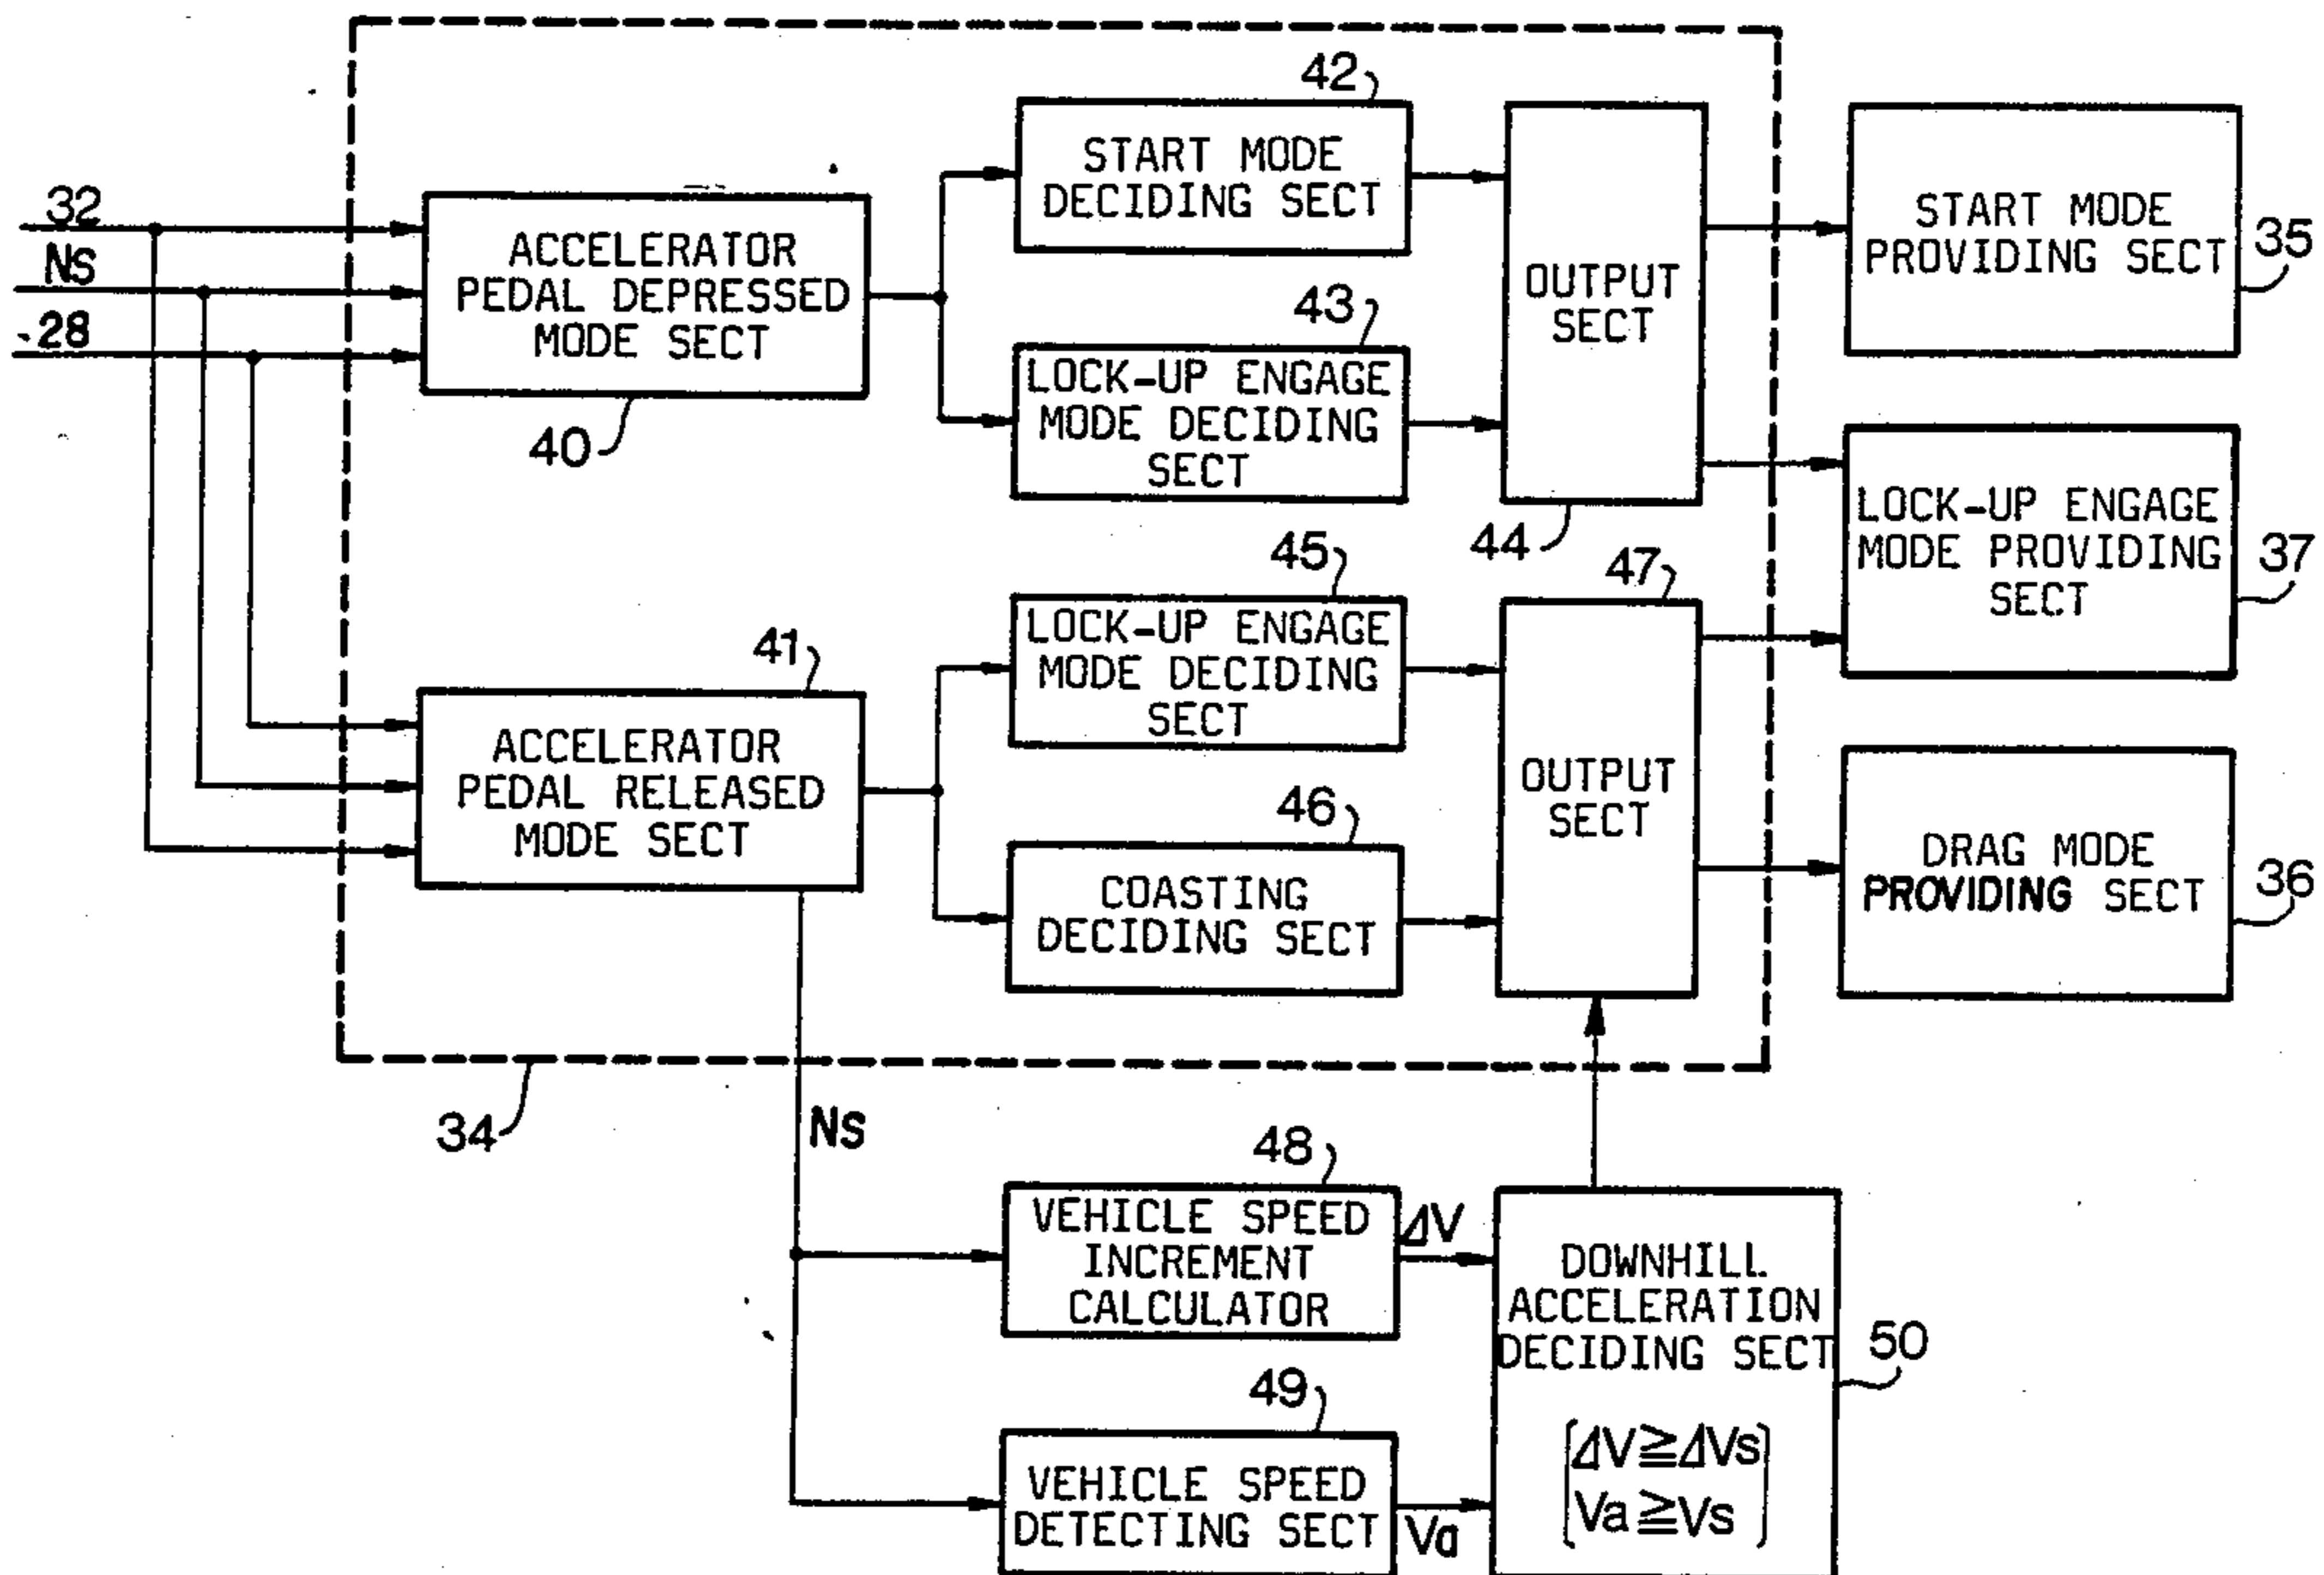 32
NS
28
ACCELERATOR
PEDAL DEPRESSED
MODE SECT
40
42
START MODE
DECIDING SECT
43
LOCK-UP ENGAGE
MODE DECIDING
SECT
OUTPUT
SECT
44
START MODE
PROVIDING SECT
35
LOCK-UP ENGAGE
MODE PROVIDING
SECT
37
41
ACCELERATOR
PEDAL RELEASED
MODE SECT
45
LOCK-UP ENGAGE
MODE DECIDING
SECT
46
COASTING
DECIDING SECT
47
OUTPUT
SECT
DRAG MODE
PROVIDING SECT
36
34
NS
48
VEHICLE SPEED
INCREMENT
CALCULATOR
ΔV
49
VEHICLE SPEED
DETECTING SECT
Va
DOWNHILL
ACCELERATION
DECIDING SECT
ΔV≧ΔVs
Va≧Vs
50